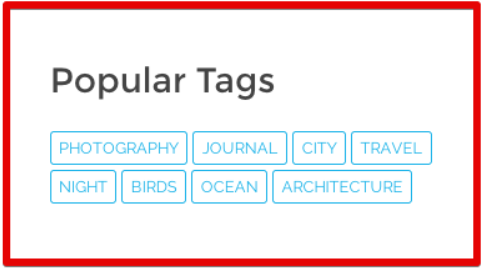 Popular Tags
PHOTOGRAPHY JOURNAL CITY TRAVEL
NIGHT BIRDS OCEAN ARCHITECTURE